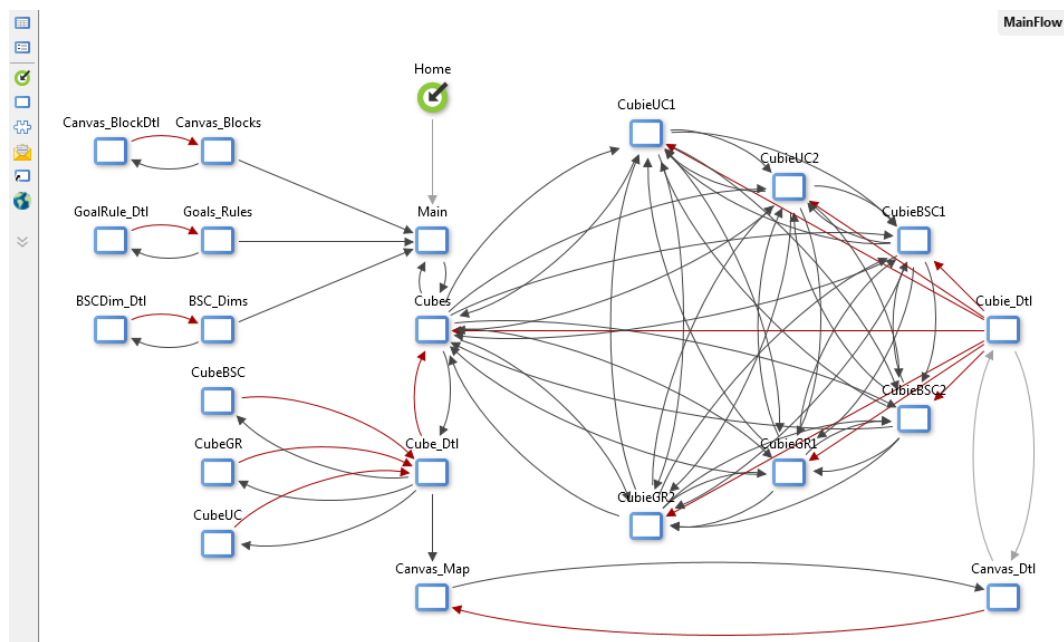 MainFlow
Home
CubieUC1
Canvas_BlockDtl
Canvas_Blocks
CubieUC2
GoalRule_Dtl
Goals_Rules
Main
CubieBSC1
BSCDim_Dtl
BSC_Dims
Cubes
Cubie_Dtl
CubeBSC
CubieBSC2
CubeGR
Cube_Dtl
CubieGR1
CubieGR2
CubeUC
Canvas_Map
Canvas_Dtl